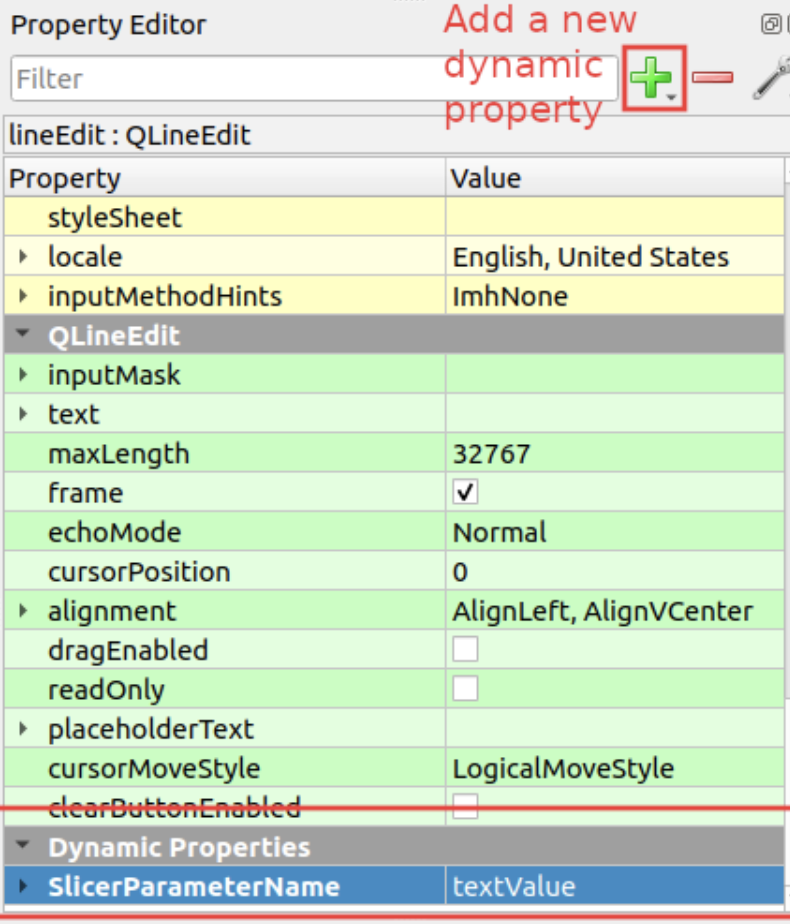 Property Editor
Add a new
dynamic
property
Filter
lineEdit : QLineEdit
Property Value
styleSheet
locale English, United States
inputMethodHints ImhNone
QLineEdit
inputMask
text
maxLength 32767
frame
echoMode Normal
cursorPosition 0
alignment AlignLeft, AlignVCenter
dragEnabled
readOnly
placeholderText
cursorMoveStyle LogicalMoveStyle
clearButtonEnabled
Dynamic Properties
SlicerParameterName textValue